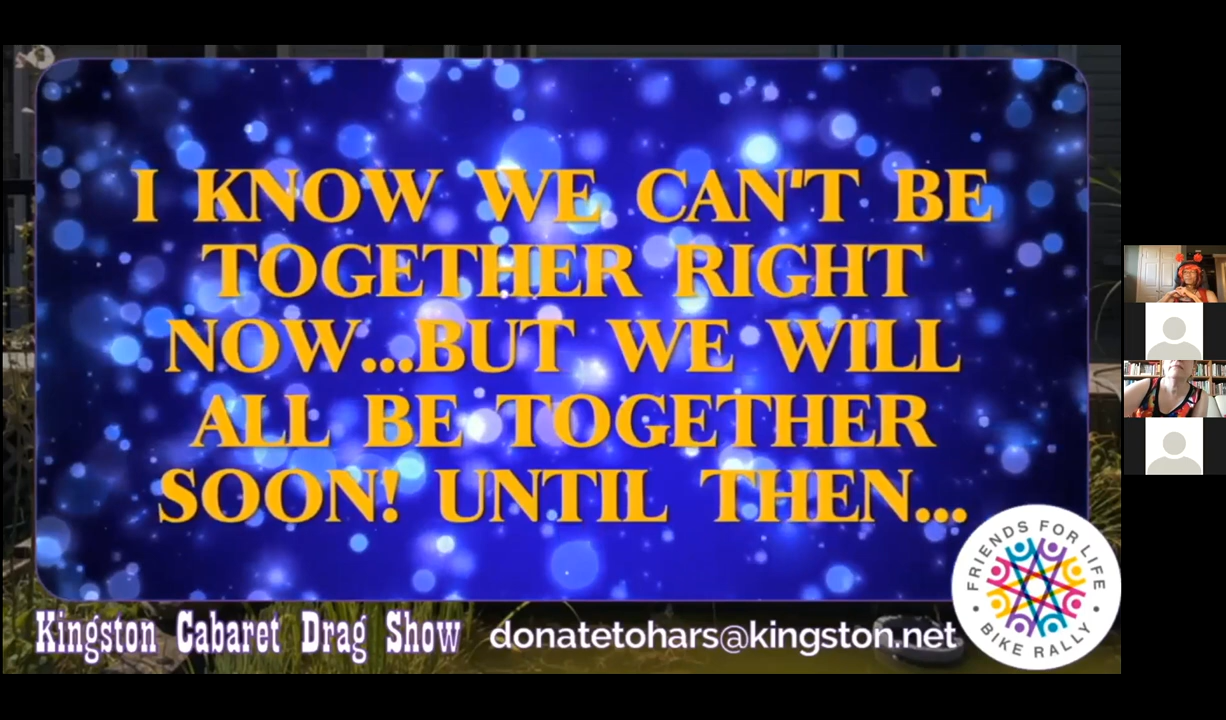 I KNOW WE CAN'T BE
TOGETHER RIGHT
NOW...BUT WE WILL
ALL BE TOGETHER
SOON! UNTIL THEN...
Kingston Cabaret Drag Show
donatetohars@kingston.net
FRIENDS FOR LIFE
BIKE RALLY